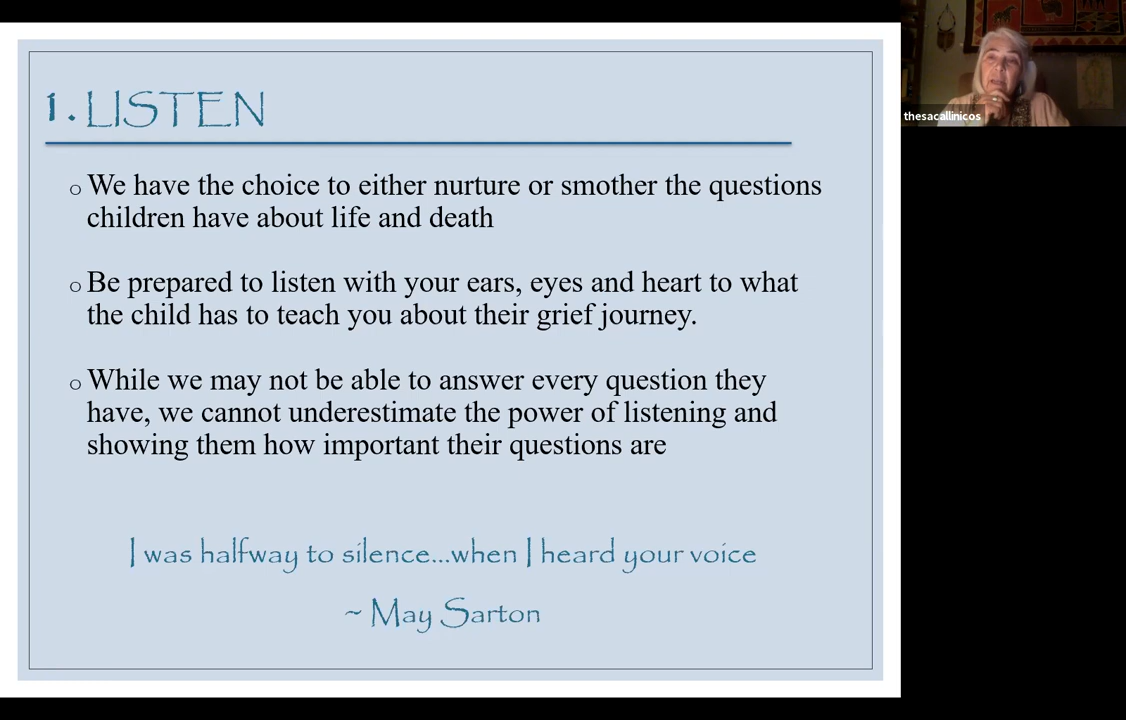 1. LISTEN
○ We have the choice to either nurture or smother the questions
children have about life and death
○ Be prepared to listen with your ears, eyes and heart to what
the child has to teach you about their grief journey.
○ While we may not be able to answer every question they
have, we cannot underestimate the power of listening and
showing them how important their questions are
I was halfway to silence...when I heard your voice
~ May Sarton
thesacallinicos